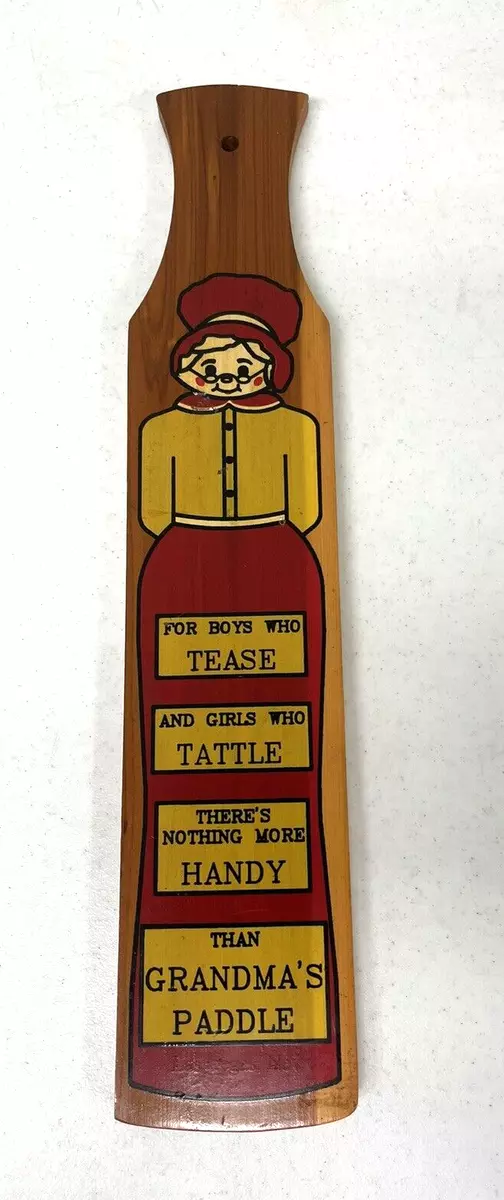 FOR BOYS WHO
TEASE
AND GIRLS WHO
TATTLE
THERE'S
NOTHING MORE
HANDY
THAN
GRANDMA'S
PADDLE